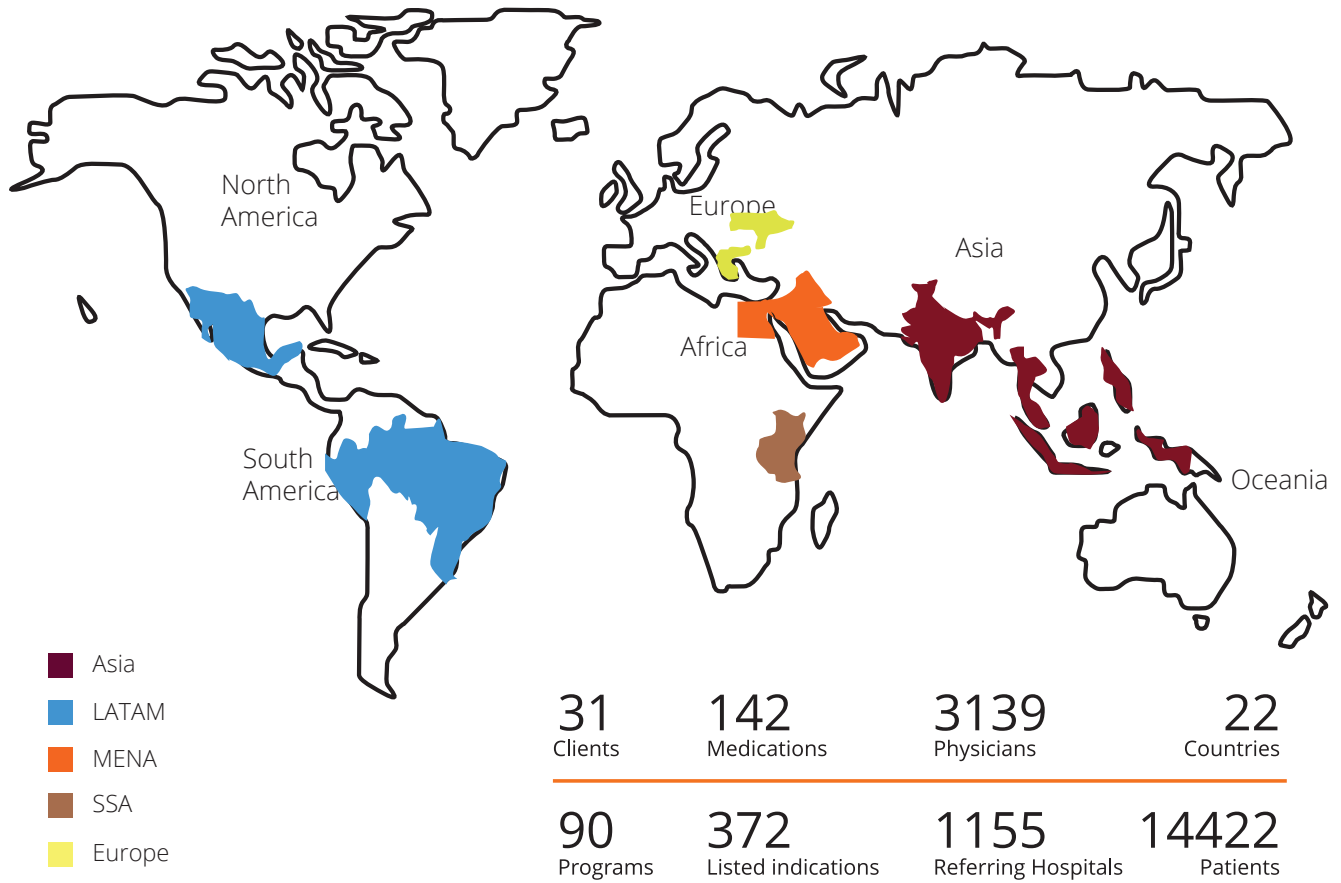 North
America
Europe
Asia
Africa
South
America
Oceania
Asia
LATAM
MENA
SSA
Europe
31 142 3139 22
Clients Medications Physicians Countries
90 372 1155 14422
Programs Listed indications Referring Hospitals Patients